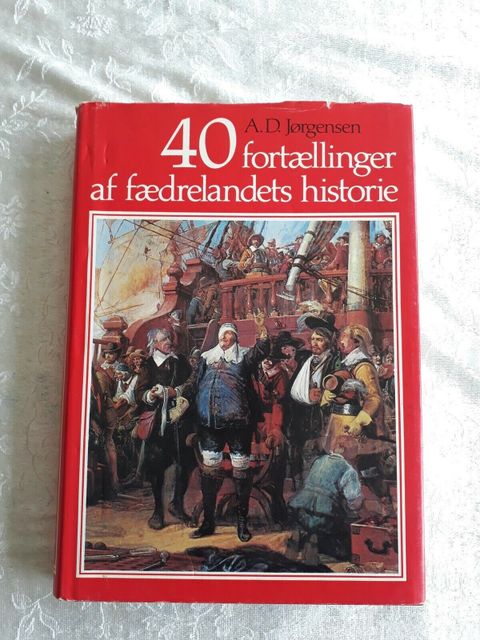 A.D. Jørgensen
40 fortællinger
af fædrelandets historie